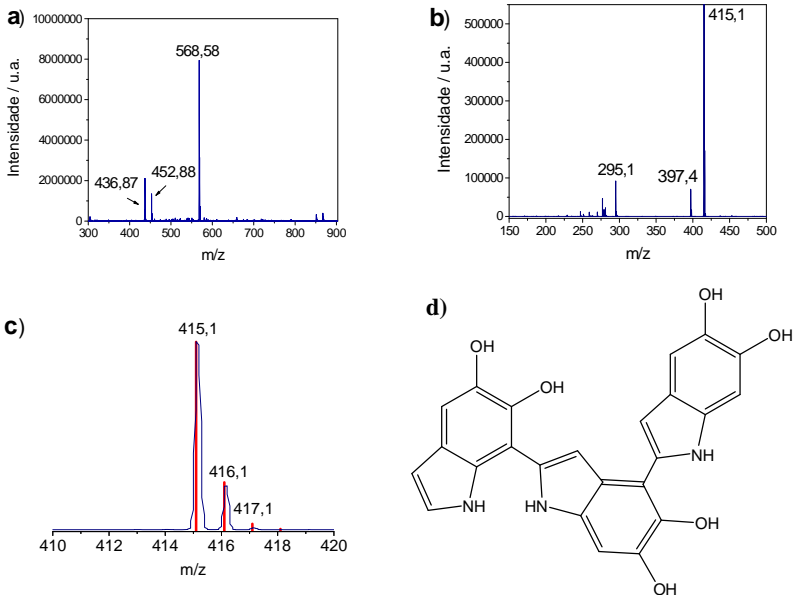 a)
Intensidade / u.a.
10000000
8000000
6000000
4000000
2000000
0
568,58
436,87
452,88
300 400 500 600 700 800 900
m/z
b)
Intensidade / u.a.
500000
400000
300000
200000
100000
0
415,1
295,1
397,4
150 200 250 300 350 400 450 500
m/z
c)
415,1
416,1
417,1
410 412 414 416 418 420
m/z
d)
OH
OH
OH
OH
NH
NH
HN
OH
OH